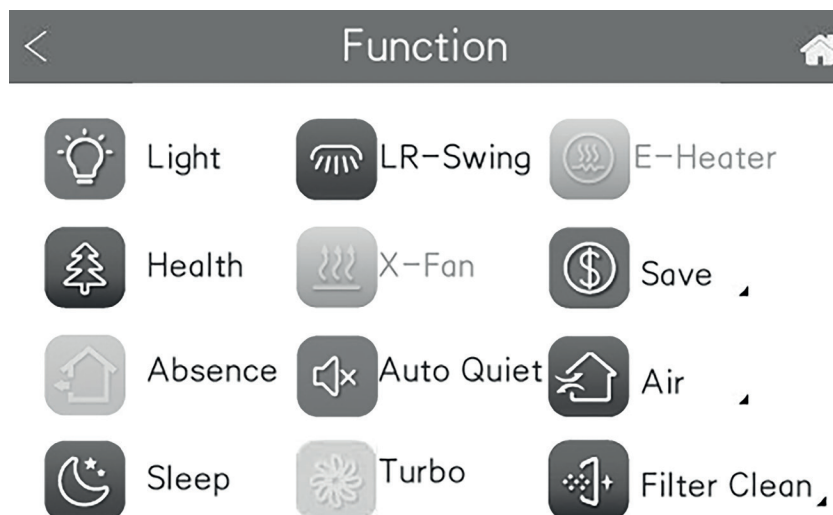 Function
Light
LR-Swing
E-Heater
Health
X-Fan
Save
Absence
Auto Quiet
Air
Sleep
Turbo
Filter Clean